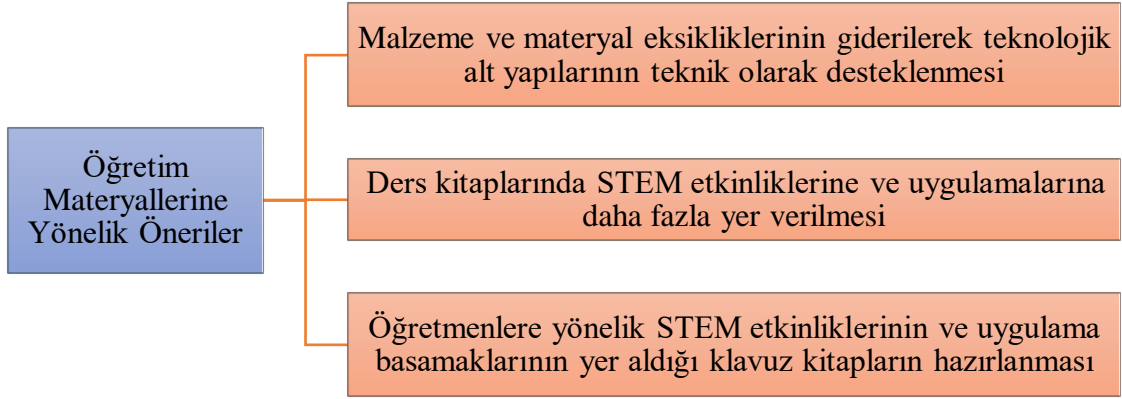 Malzeme ve materyal eksikliklerinin giderilerek teknolojik
alt yapılarının teknik olarak desteklenmesi
Öğretim
Materyallerine
Yönelik Öneriler
Ders kitaplarında STEM etkinliklerine ve uygulamalarına
daha fazla yer verilmesi
Öğretmenlere yönelik STEM etkinliklerinin ve uygulama
basamaklarının yer aldığı klavuz kitapların hazırlanması